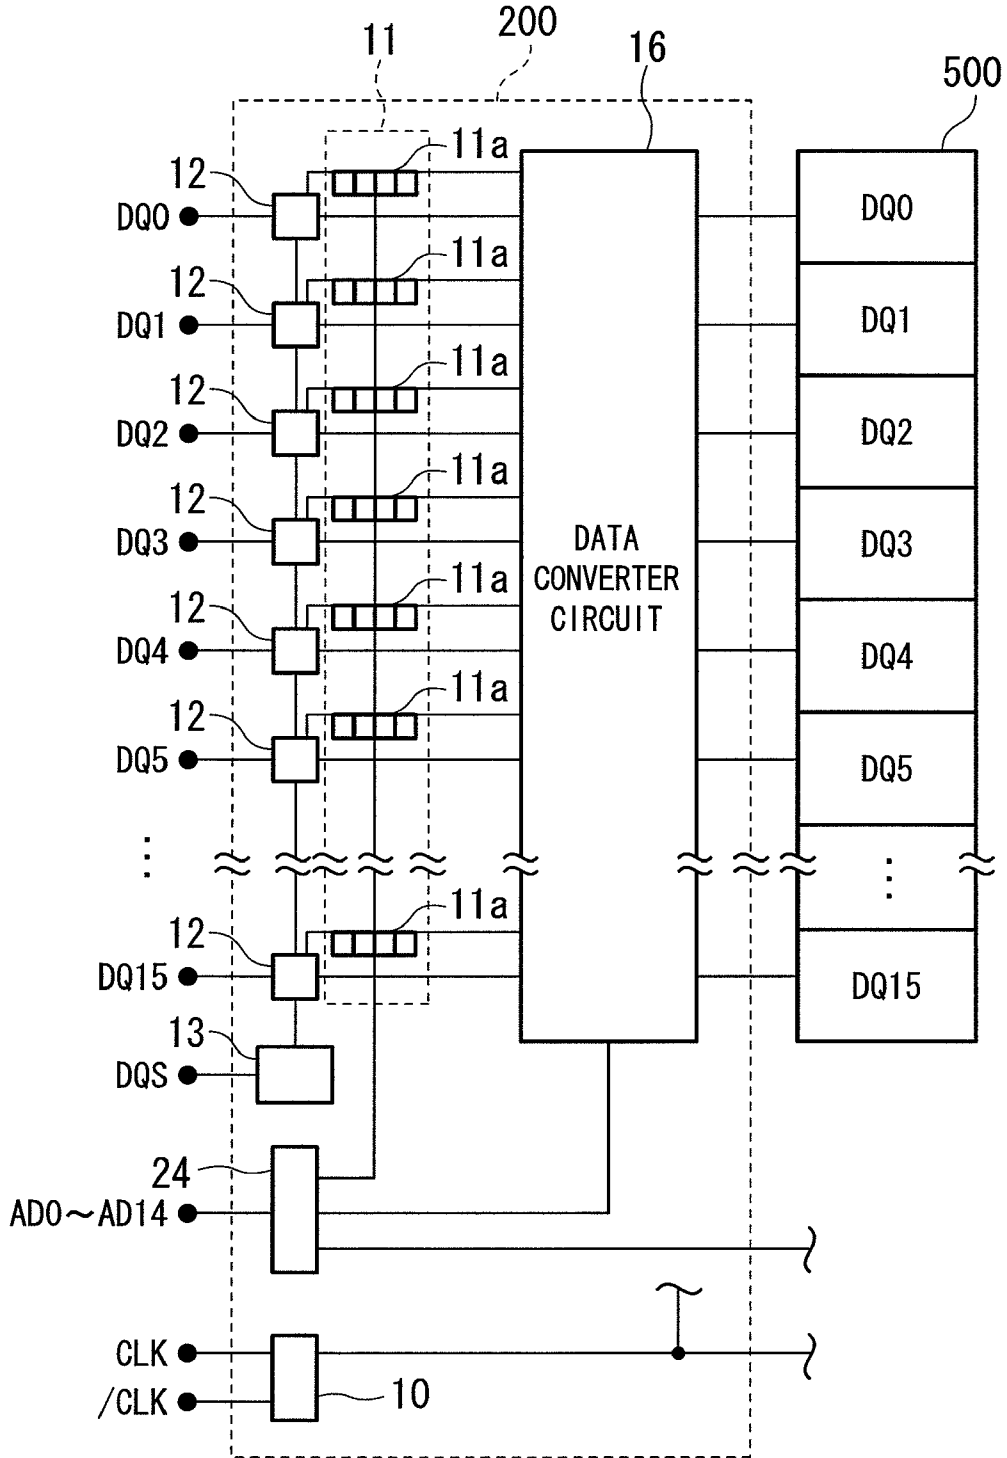 200
11
16
500
11a
12
DQ0
DQ0
11a
12
DQ1
DQ1
11a
12
DQ2
DQ2
11a
12
DQ3
DQ3
DATA
CONVERTER
CIRCUIT
11a
12
DQ4
DQ4
11a
12
DQ5
DQ5
⋮
⋮
11a
12
DQ15
DQ15
13
DQS
24
AD0～AD14
CLK
/CLK
10